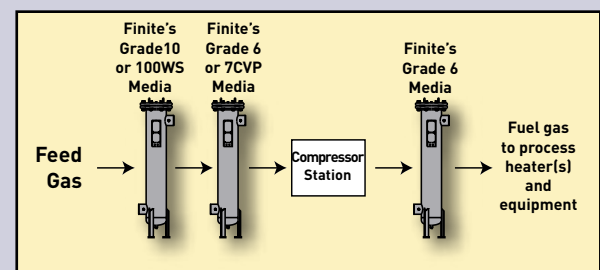 Finite's
Grade10
or 100WS
Media
Finite's
Grade 6
or 7CVP
Media
Finite's
Grade 6
Media
Feed
Gas
Compressor
Station
Fuel gas
to process
heater(s)
and
equipment